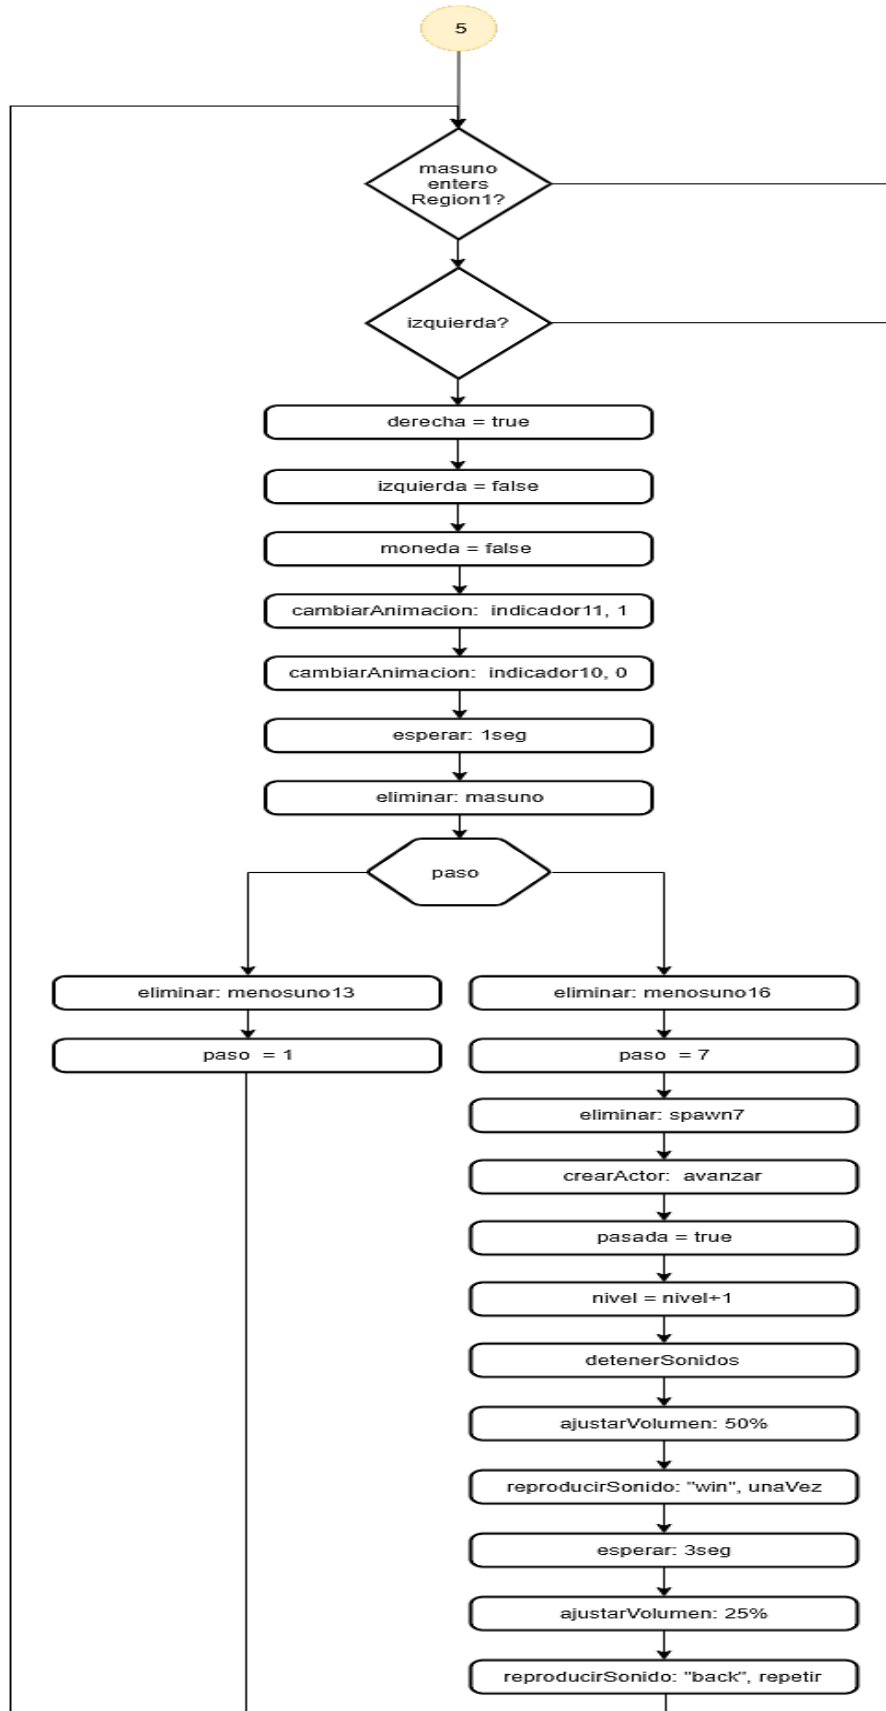 5
masuno
enters
Region1?
izquierda?
derecha = true
izquierda = false
moneda = false
cambiarAnimacion:  indicador11, 1
cambiarAnimacion:  indicador10, 0
esperar: 1seg
eliminar: masuno
paso
eliminar: menosuno13
paso  = 1
eliminar: menosuno16
paso  = 7
eliminar: spawn7
crearActor:  avanzar
pasada = true
nivel = nivel+1
detenerSonidos
ajustarVolumen: 50%
reproducirSonido: "win", unaVez
esperar: 3seg
ajustarVolumen: 25%
reproducirSonido: "back", repetir